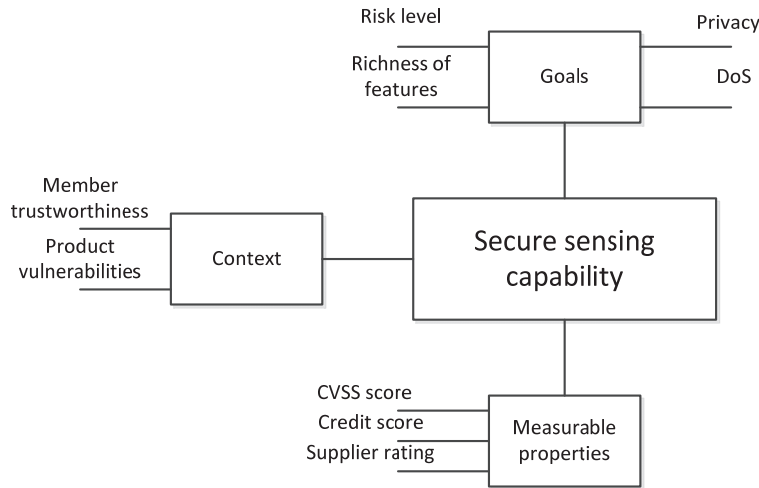 Risk level
Privacy
Richness of
features
Goals
DoS
Member
trustworthiness
Product
vulnerabilities
Context
Secure sensing
capability
CVSS score
Credit score
Supplier rating
Measurable
properties